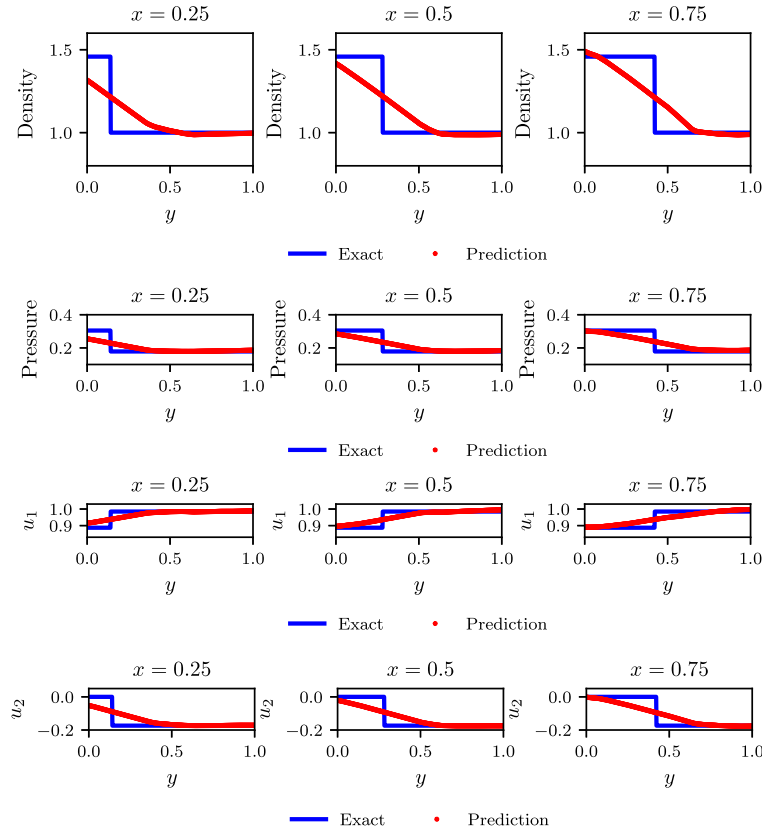 x = 0.25 x = 0.5 x = 0.75
Density 1.5 1.0 Density 1.5 1.0 Density 1.5 1.0
0.0 0.5 1.0 0.0 0.5 1.0 0.0 0.5 1.0
y y y
Exact Prediction
x = 0.25 x = 0.5 x = 0.75
Pressure 0.4 0.2 Pressure 0.4 0.2 Pressure 0.4 0.2
0.0 0.5 1.0 0.0 0.5 1.0 0.0 0.5 1.0
y y y
Exact Prediction
x = 0.25 x = 0.5 x = 0.75
u₁ 1.0 0.9 u₁ 1.0 0.9 u₁ 1.0 0.9
0.0 0.5 1.0 0.0 0.5 1.0 0.0 0.5 1.0
y y y
Exact Prediction
x = 0.25 x = 0.5 x = 0.75
u₂ 0.0 −0.2 u₂ 0.0 −0.2 u₂ 0.0 −0.2
0.0 0.5 1.0 0.0 0.5 1.0 0.0 0.5 1.0
y y y
Exact Prediction